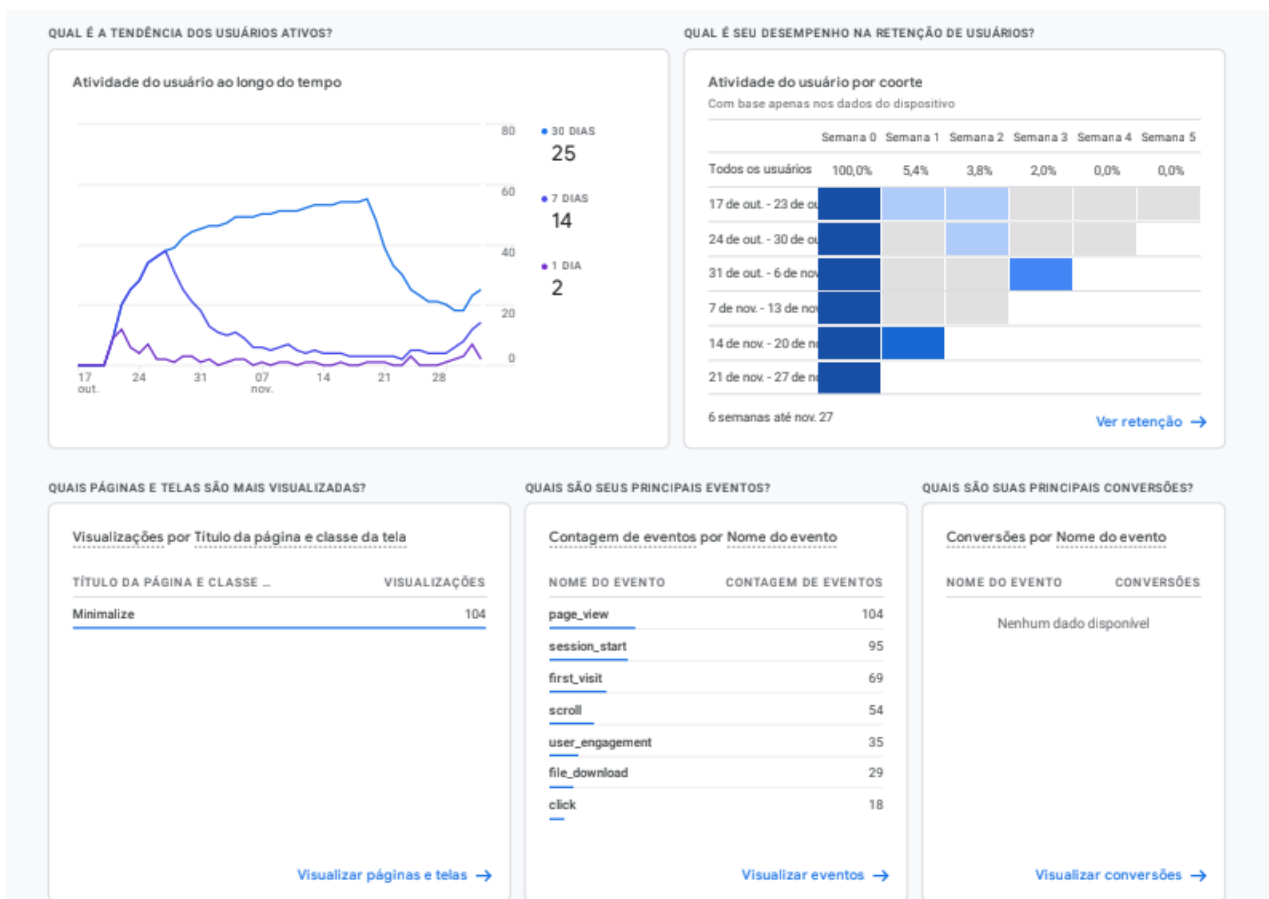 QUAL É A TENDÊNCIA DOS USUÁRIOS ATIVOS?
Atividade do usuário ao longo do tempo
80
60
40
20
0
17 24 31 07 14 21 28
out. nov.
• 30 DIAS
25
• 7 DIAS
14
• 1 DIA
2
QUAL É SEU DESEMPENHO NA RETENÇÃO DE USUÁRIOS?
Atividade do usuário por coorte
Com base apenas nos dados do dispositivo
Semana 0 Semana 1 Semana 2 Semana 3 Semana 4 Semana 5
Todos os usuários 100,0% 5,4% 3,8% 2,0% 0,0% 0,0%
17 de out. - 23 de ou
24 de out. - 30 de ou
31 de out. - 6 de nov
7 de nov. - 13 de nov
14 de nov. - 20 de no
21 de nov. - 27 de no
6 semanas até nov. 27
Ver retenção →
QUAIS PÁGINAS E TELAS SÃO MAIS VISUALIZADAS?
Visualizações por Título da página e classe da tela
TÍTULO DA PÁGINA E CLASSE ... VISUALIZAÇÕES
Minimalize 104
Visualizar páginas e telas →
QUAIS SÃO SEUS PRINCIPAIS EVENTOS?
Contagem de eventos por Nome do evento
NOME DO EVENTO CONTAGEM DE EVENTOS
page_view 104
session_start 95
first_visit 69
scroll 54
user_engagement 35
file_download 29
click 18
Visualizar eventos →
QUAIS SÃO SUAS PRINCIPAIS CONVERSÕES?
Conversões por Nome do evento
NOME DO EVENTO CONVERSÕES
Nenhum dado disponível
Visualizar conversões →